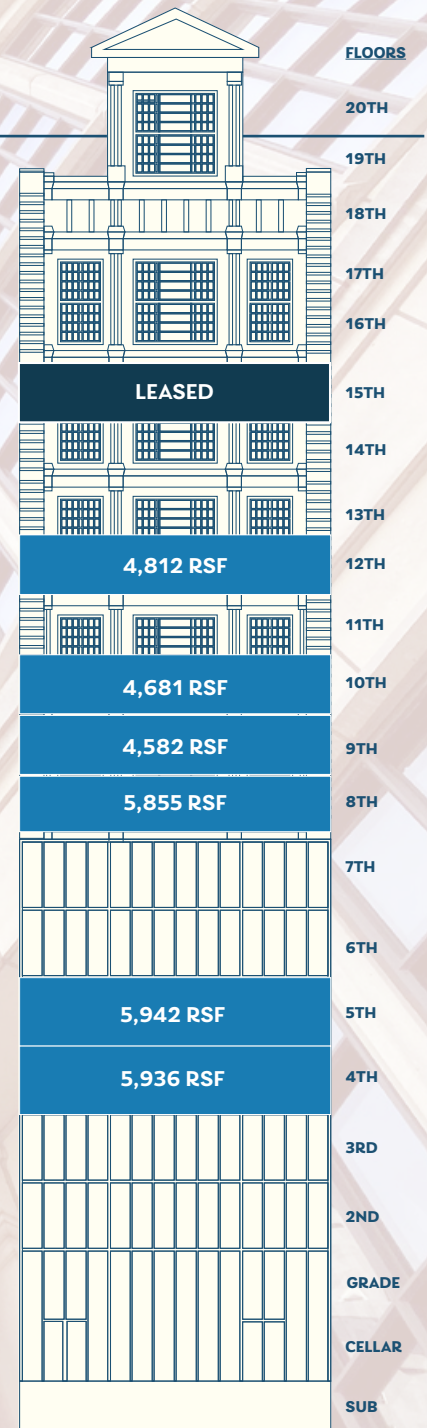 FLOORS
20TH
19TH
18TH
17TH
16TH
LEASED 15TH
14TH
13TH
4,812 RSF 12TH
11TH
4,681 RSF 10TH
4,582 RSF 9TH
5,855 RSF 8TH
7TH
6TH
5,942 RSF 5TH
5,936 RSF 4TH
3RD
2ND
GRADE
CELLAR
SUB